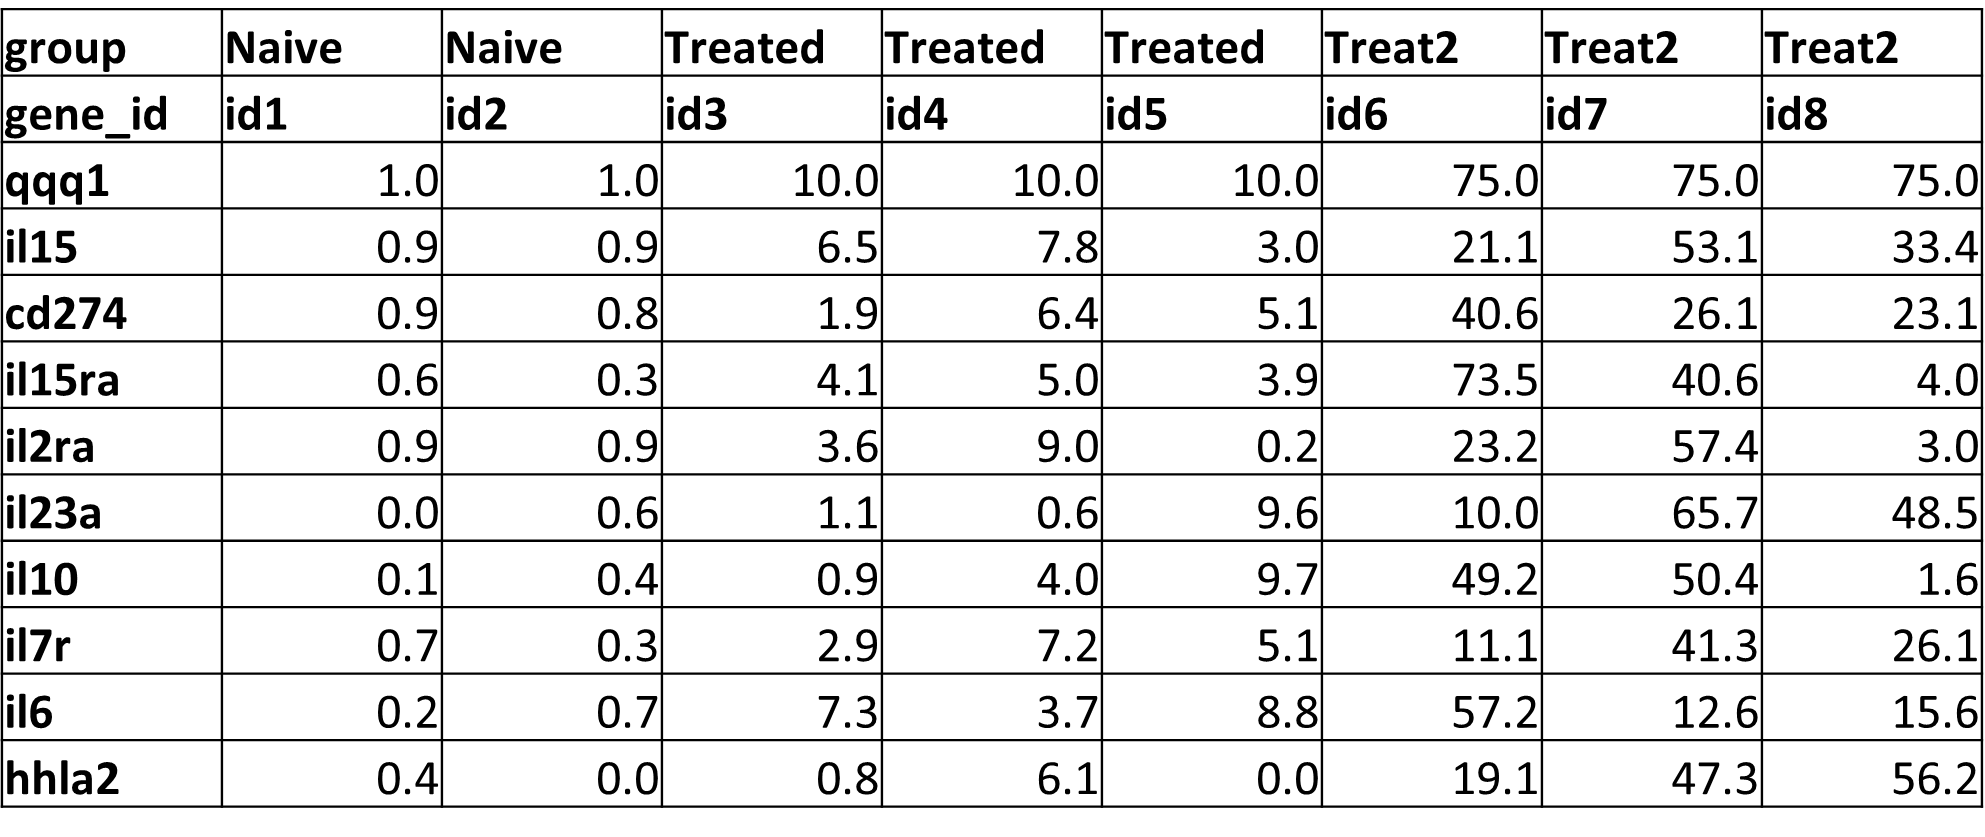 group Naive Naive Treated Treated Treated Treat2 Treat2 Treat2
gene_id id1 id2 id3 id4 id5 id6 id7 id8
qqq1 1.0 1.0 10.0 10.0 10.0 75.0 75.0 75.0
il15 0.9 0.9 6.5 7.8 3.0 21.1 53.1 33.4
cd274 0.9 0.8 1.9 6.4 5.1 40.6 26.1 23.1
il15ra 0.6 0.3 4.1 5.0 3.9 73.5 40.6 4.0
il2ra 0.9 0.9 3.6 9.0 0.2 23.2 57.4 3.0
il23a 0.0 0.6 1.1 0.6 9.6 10.0 65.7 48.5
il10 0.1 0.4 0.9 4.0 9.7 49.2 50.4 1.6
il7r 0.7 0.3 2.9 7.2 5.1 11.1 41.3 26.1
il6 0.2 0.7 7.3 3.7 8.8 57.2 12.6 15.6
hhla2 0.4 0.0 0.8 6.1 0.0 19.1 47.3 56.2